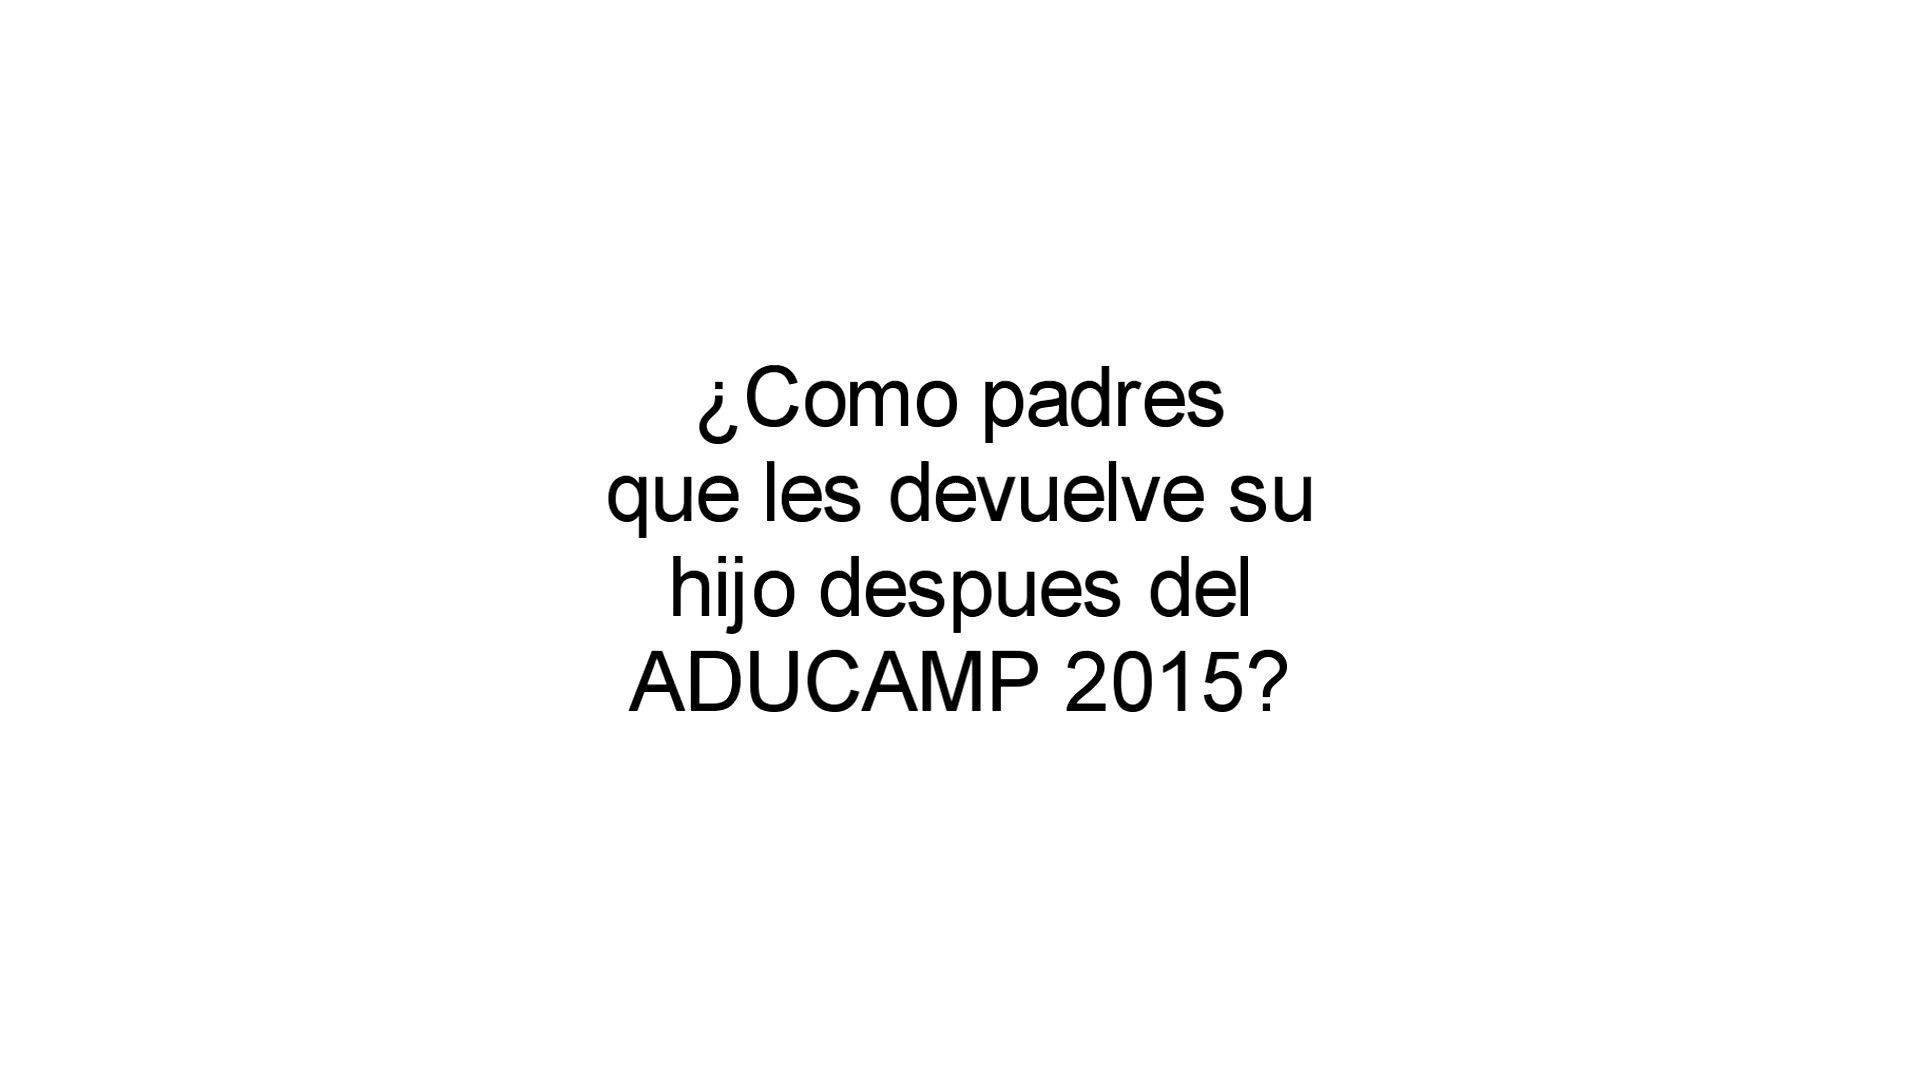 ¿Como padres
que les devuelve su
hijo despues del
ADUCAMP 2015?